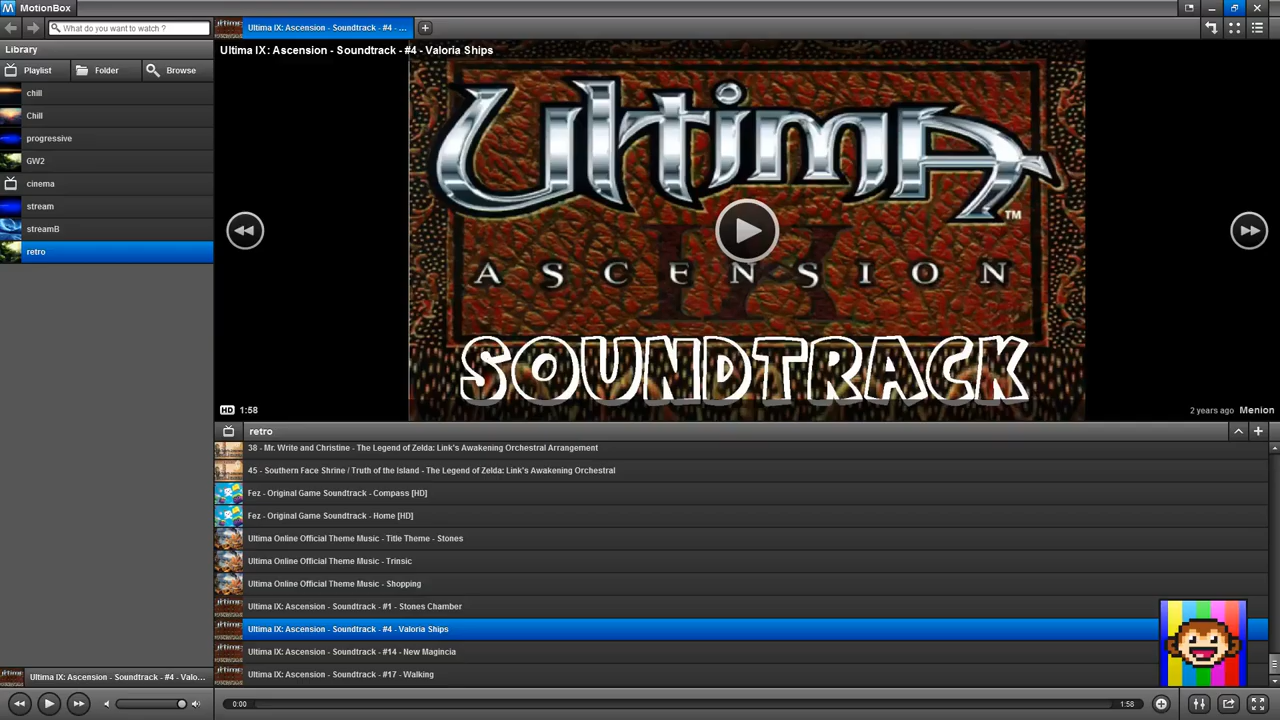 MotionBox
What do you want to watch ?
Ultima IX: Ascension - Soundtrack - #4 - ...
Library
Ultima IX: Ascension - Soundtrack - #4 - Valoria Ships
Playlist
Folder
Browse
chill
Chill
progressive
GW2
cinema
stream
streamB
retro
Ultima
TM
ASCENSION
IX
SOUNDTRACK
HD 1:58
2 years ago Menion
retro
38 - Mr. Write and Christine - The Legend of Zelda: Link's Awakening Orchestral Arrangement
45 - Southern Face Shrine / Truth of the Island - The Legend of Zelda: Link's Awakening Orchestral
Fez - Original Game Soundtrack - Compass [HD]
Fez - Original Game Soundtrack - Home [HD]
Ultima Online Official Theme Music - Title Theme - Stones
Ultima Online Official Theme Music - Trinsic
Ultima Online Official Theme Music - Shopping
Ultima IX: Ascension - Soundtrack - #1 - Stones Chamber
Ultima IX: Ascension - Soundtrack - #4 - Valoria Ships
Ultima IX: Ascension - Soundtrack - #14 - New Magincia
Ultima IX: Ascension - Soundtrack - #17 - Walking
Ultima IX: Ascension - Soundtrack - #4 - Valo...
0:00
1:58